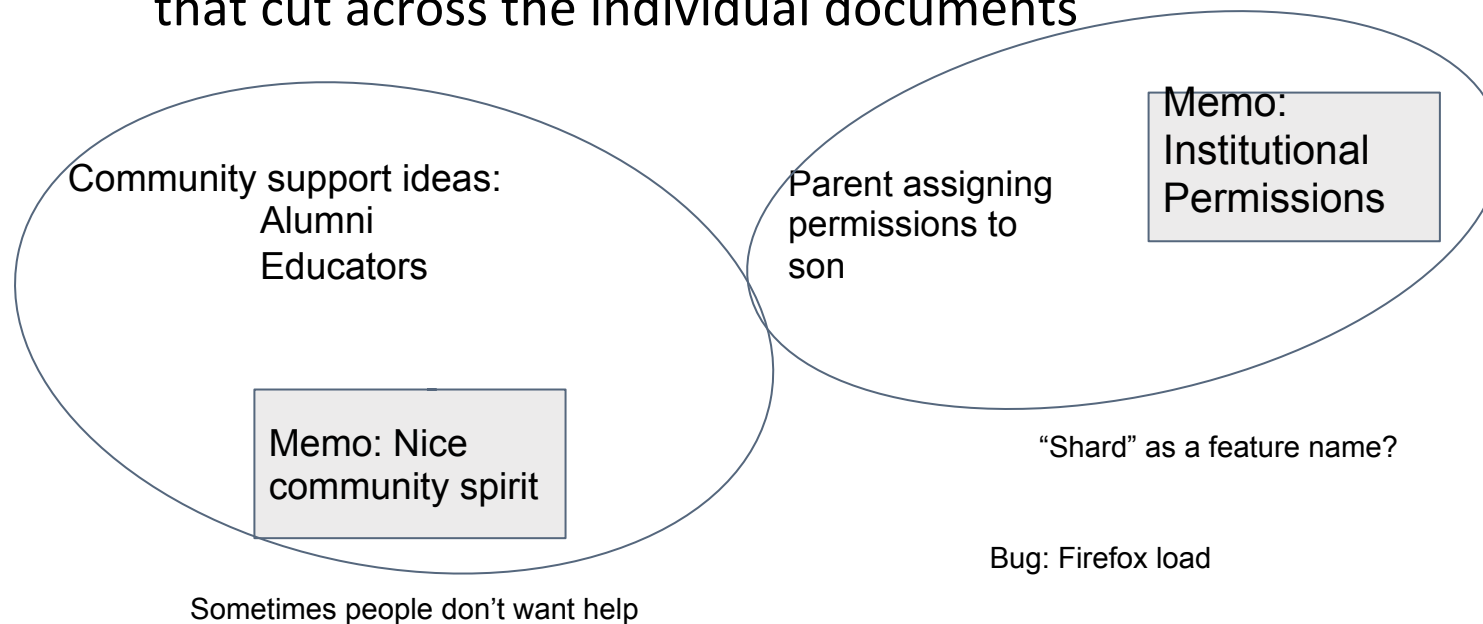 that cut across the individual documents
Community support ideas:
Alumni
Educators
Parent assigning
permissions to
son
Memo:
Institutional
Permissions
Memo: Nice
community spirit
“Shard” as a feature name?
Bug: Firefox load
Sometimes people don’t want help